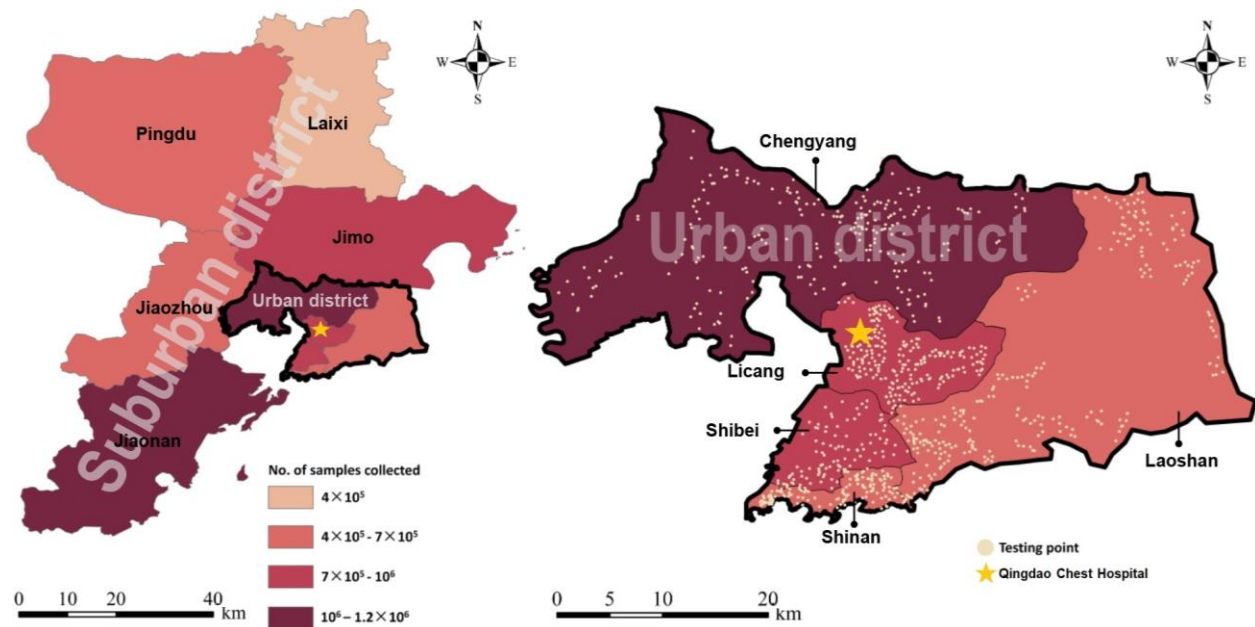 N
W E
S
Pingdu
Laixi
Suburban district
Jimo
Jiaozhou
Urban district
Jiaonan
No. of samples collected
4×10⁵
4×10⁵ - 7×10⁵
7×10⁵ - 10⁶
10⁶ – 1.2×10⁶
0 10 20 40 km
N
W E
S
Chengyang
Urban district
Licang
Shibei
Laoshan
Shinan
Testing point
Qingdao Chest Hospital
0 5 10 20 km